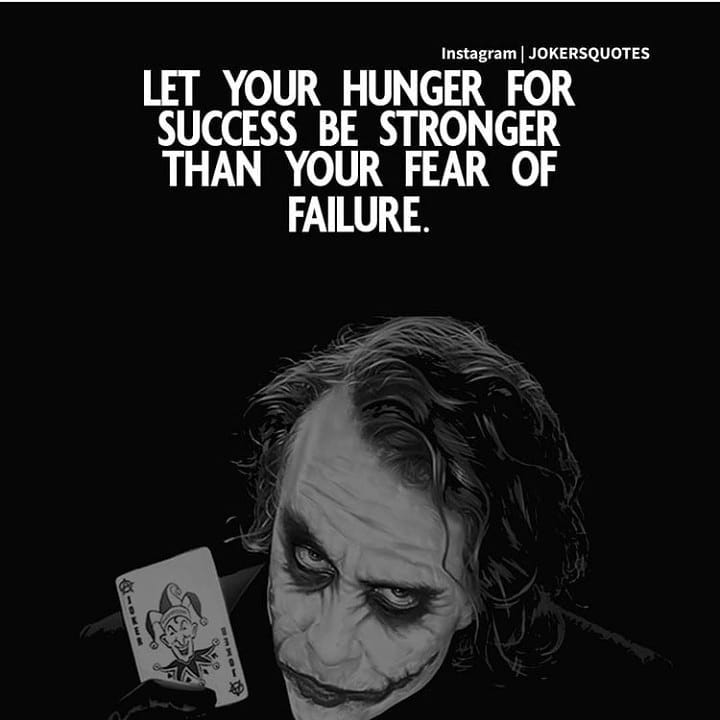 Instagram | JOKERSQUOTES
LET YOUR HUNGER FOR
SUCCESS BE STRONGER
THAN YOUR FEAR OF
FAILURE.
JOKER
JOKER